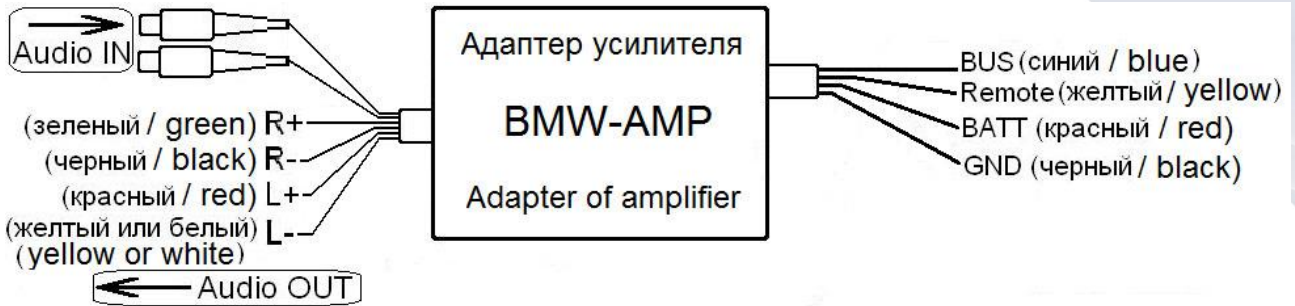 Audio IN
(зеленый / green) R+
(черный / black) R-
(красный / red) L+
(желтый или белый) L-
(yellow or white)
Audio OUT
Адаптер усилителя
BMW-AMP
Adapter of amplifier
BUS (синий / blue)
Remote (желтый / yellow)
BATT (красный / red)
GND (черный / black)